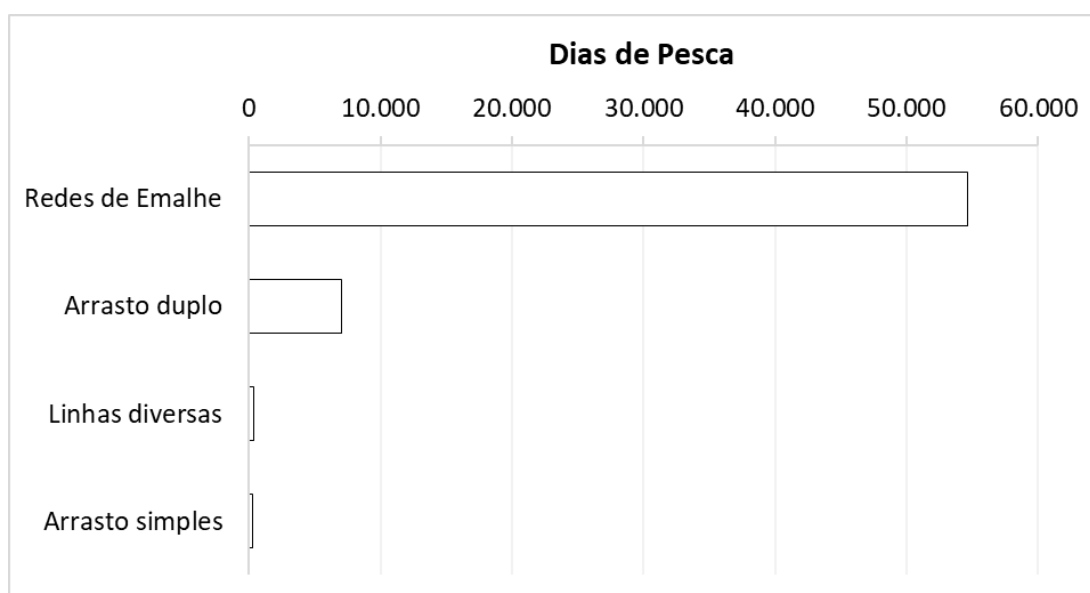 Dias de Pesca
0 10.000 20.000 30.000 40.000 50.000 60.000
Redes de Emalhe
Arrasto duplo
Linhas diversas
Arrasto simples